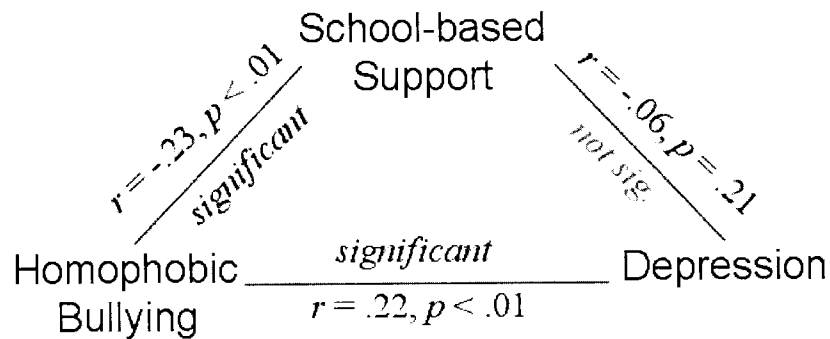 School-based
Support
r = -.23, p < .01
significant
r = -.06, p = .21
not sig.
Homophobic
Bullying
significant
r = .22, p < .01
Depression